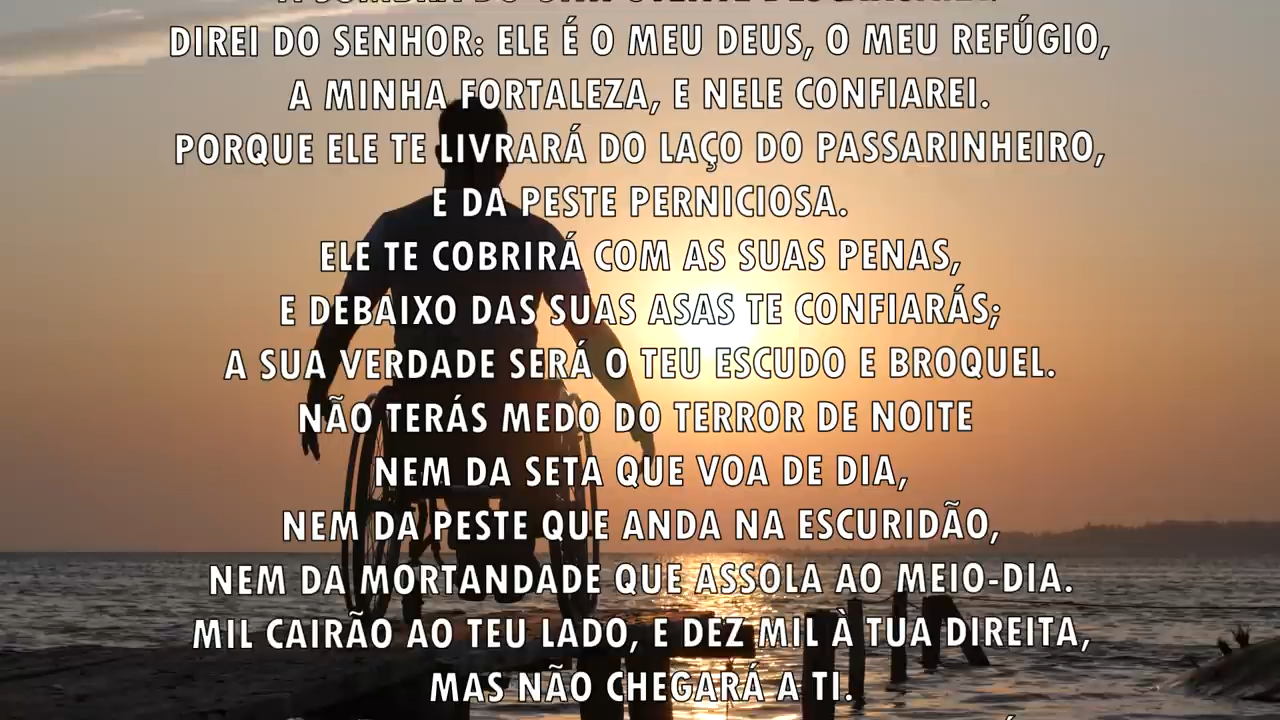 DIREI DO SENHOR: ELE É O MEU DEUS, O MEU REFÚGIO,
A MINHA FORTALEZA, E NELE CONFIAREI.
PORQUE ELE TE LIVRARÁ DO LAÇO DO PASSARINHEIRO,
E DA PESTE PERNICIOSA.
ELE TE COBRIRÁ COM AS SUAS PENAS,
E DEBAIXO DAS SUAS ASAS TE CONFIARÁS;
A SUA VERDADE SERÁ O TEU ESCUDO E BROQUEL.
NÃO TERÁS MEDO DO TERROR DE NOITE
NEM DA SETA QUE VOA DE DIA,
NEM DA PESTE QUE ANDA NA ESCURIDÃO,
NEM DA MORTANDADE QUE ASSOLA AO MEIO-DIA.
MIL CAIRÃO AO TEU LADO, E DEZ MIL À TUA DIREITA,
MAS NÃO CHEGARÁ A TI.